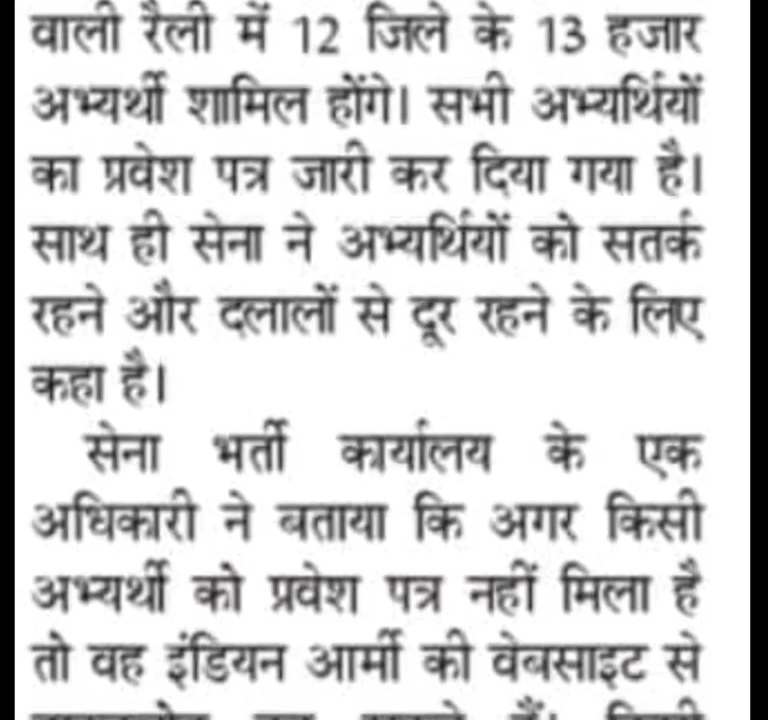 वाली रैली में 12 जिले के 13 हजार
अभ्यर्थी शामिल होंगे। सभी अभ्यर्थियों
का प्रवेश पत्र जारी कर दिया गया है।
साथ ही सेना ने अभ्यर्थियों को सतर्क
रहने और दलालों से दूर रहने के लिए
कहा है।
सेना भर्ती कार्यालय के एक
अधिकारी ने बताया कि अगर किसी
अभ्यर्थी को प्रवेश पत्र नहीं मिला है
तो वह इंडियन आर्मी की वेबसाइट से